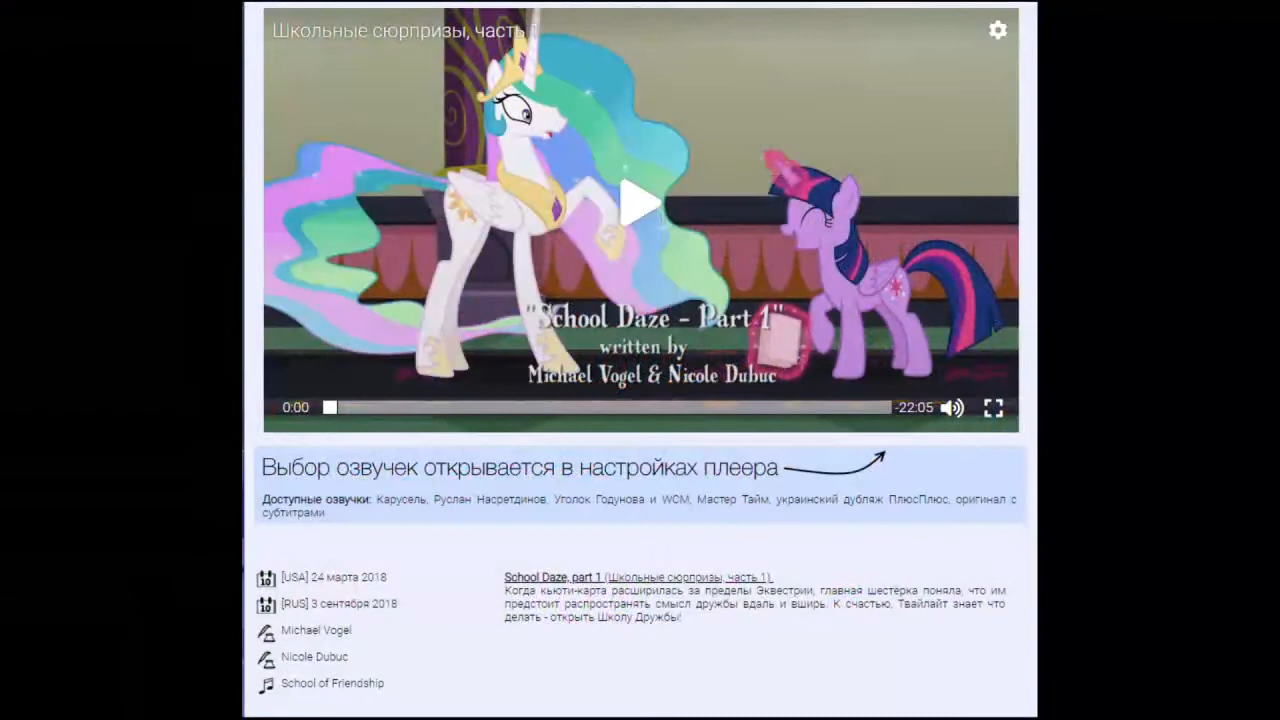 Школьные сюрпризы, часть 1
"School Daze - Part 1"
written by
Michael Vogel & Nicole Dubuc
0:00
-22:05
Выбор озвучек открывается в настройках плеера
Доступные озвучки: Карусель, Руслан Насретдинов, Уголок Годунова и WCM, Мастер Тайм, украинский дубляж ПлюсПлюс, оригинал с
субтитрами
10 [USA] 24 марта 2018
10 [RUS] 3 сентября 2018
Michael Vogel
Nicole Dubuc
School of Friendship
School Daze, part 1 (Школьные сюрпризы, часть 1)
Когда кьюти-карта расширилась за пределы Эквестрии, главная шестёрка поняла, что им
предстоит распространять смысл дружбы вдаль и вширь. К счастью, Твайлайт знает что
делать - открыть Школу Дружбы!